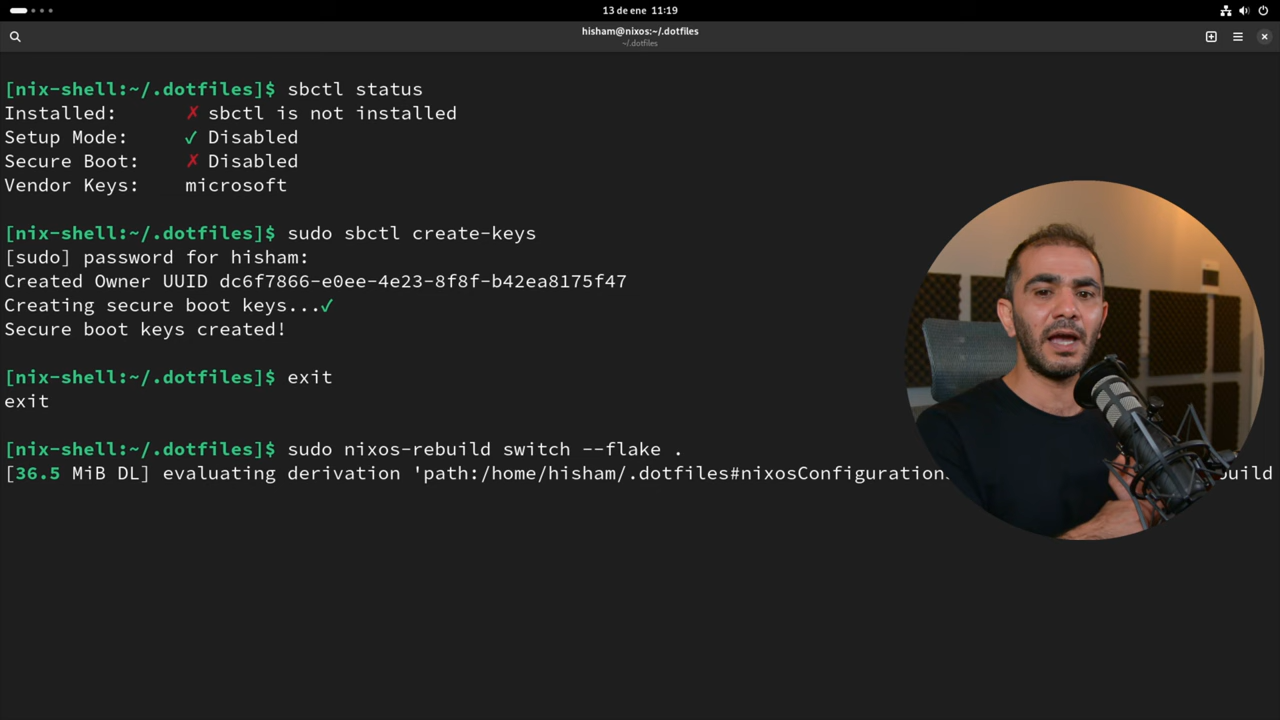 13 de ene 11:19
hisham@nixos:~/.dotfiles
~/.dotfiles
[nix-shell:~/.dotfiles]$ sbctl status
Installed: ✗ sbctl is not installed
Setup Mode: ✓ Disabled
Secure Boot: ✗ Disabled
Vendor Keys: microsoft
[nix-shell:~/.dotfiles]$ sudo sbctl create-keys
[sudo] password for hisham:
Created Owner UUID dc6f7866-e0ee-4e23-8f8f-b42ea8175f47
Creating secure boot keys...✓
Secure boot keys created!
[nix-shell:~/.dotfiles]$ exit
exit
[nix-shell:~/.dotfiles]$ sudo nixos-rebuild switch --flake .
[36.5 MiB DL] evaluating derivation 'path:/home/hisham/.dotfiles#nixosConfiguration